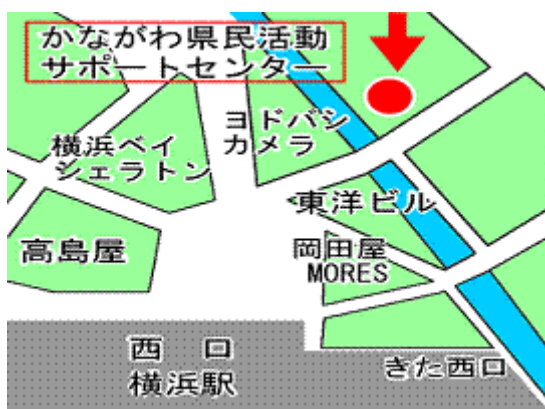 かながわ県民活動
サポートセンター
ヨドバシ
カメラ
横浜ベイ
シェラトン
東洋ビル
高島屋
岡田屋
MORES
西 口
横浜駅
きた西口